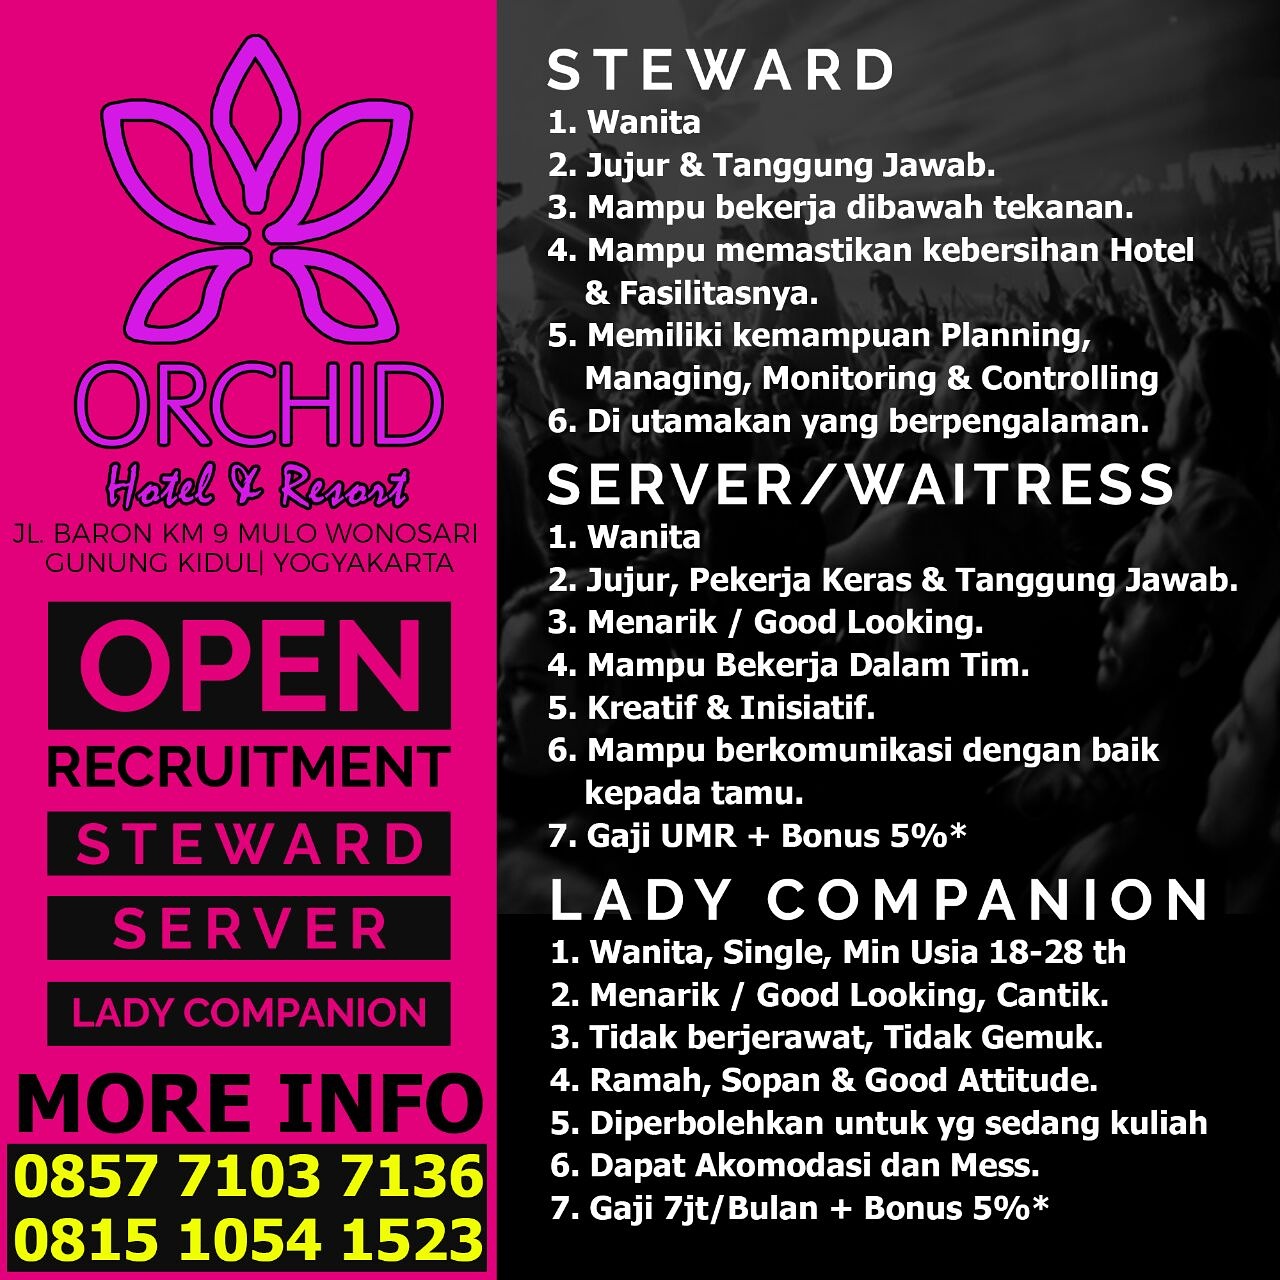 ORCHID
Hotel & Resort
JL. BARON KM 9 MULO WONOSARI
GUNUNG KIDUL| YOGYAKARTA
OPEN
RECRUITMENT
STEWARD
SERVER
LADY COMPANION
MORE INFO
0857 7103 7136
0815 1054 1523
STEWARD
1. Wanita
2. Jujur & Tanggung Jawab.
3. Mampu bekerja dibawah tekanan.
4. Mampu memastikan kebersihan Hotel
& Fasilitasnya.
5. Memiliki kemampuan Planning,
Managing, Monitoring & Controlling
6. Di utamakan yang berpengalaman.
SERVER/WAITRESS
1. Wanita
2. Jujur, Pekerja Keras & Tanggung Jawab.
3. Menarik / Good Looking.
4. Mampu Bekerja Dalam Tim.
5. Kreatif & Inisiatif.
6. Mampu berkomunikasi dengan baik
kepada tamu.
7. Gaji UMR + Bonus 5%*
LADY COMPANION
1. Wanita, Single, Min Usia 18-28 th
2. Menarik / Good Looking, Cantik.
3. Tidak berjerawat, Tidak Gemuk.
4. Ramah, Sopan & Good Attitude.
5. Diperbolehkan untuk yg sedang kuliah
6. Dapat Akomodasi dan Mess.
7. Gaji 7jt/Bulan + Bonus 5%*